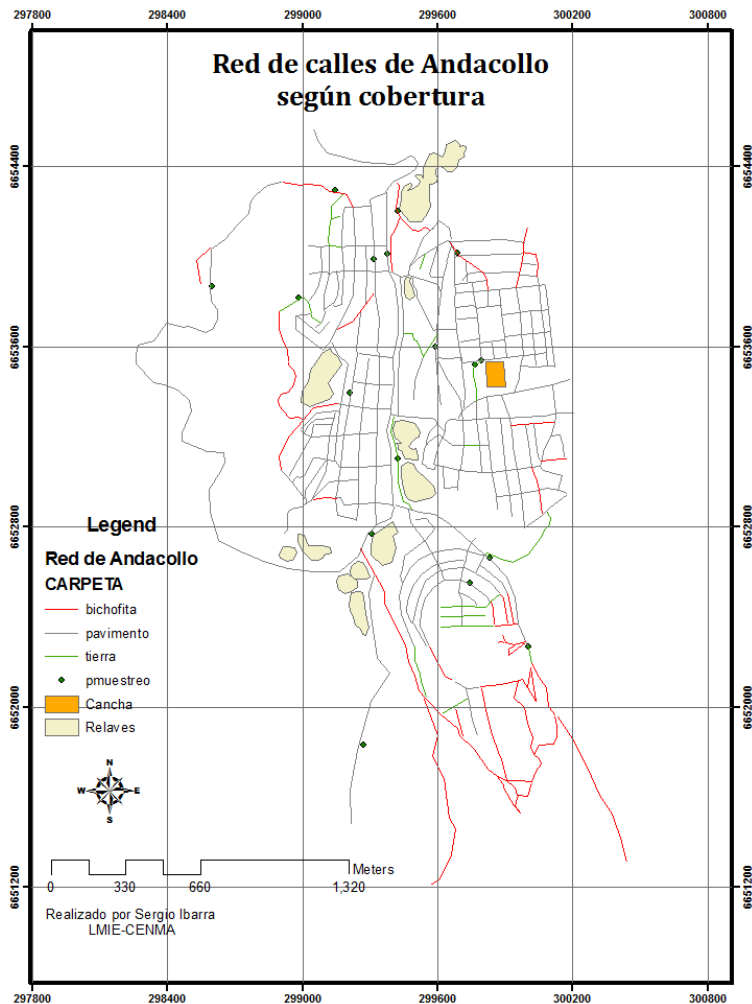 297800 298400 299000 299600 300200 300800
Red de calles de Andacollo
según cobertura
6654400 6654400
6653600 6653600
6652800 6652800
Legend
Red de Andacollo
CARPETA
bichofita
pavimento
tierra
pmuestreo
Cancha
Relaves
6652000 6652000
N
W E
S
Meters
0 330 660 1,320
6651200 6651200
Realizado por Sergio Ibarra
LMIE-CENMA
297800 298400 299000 299600 300200 300800